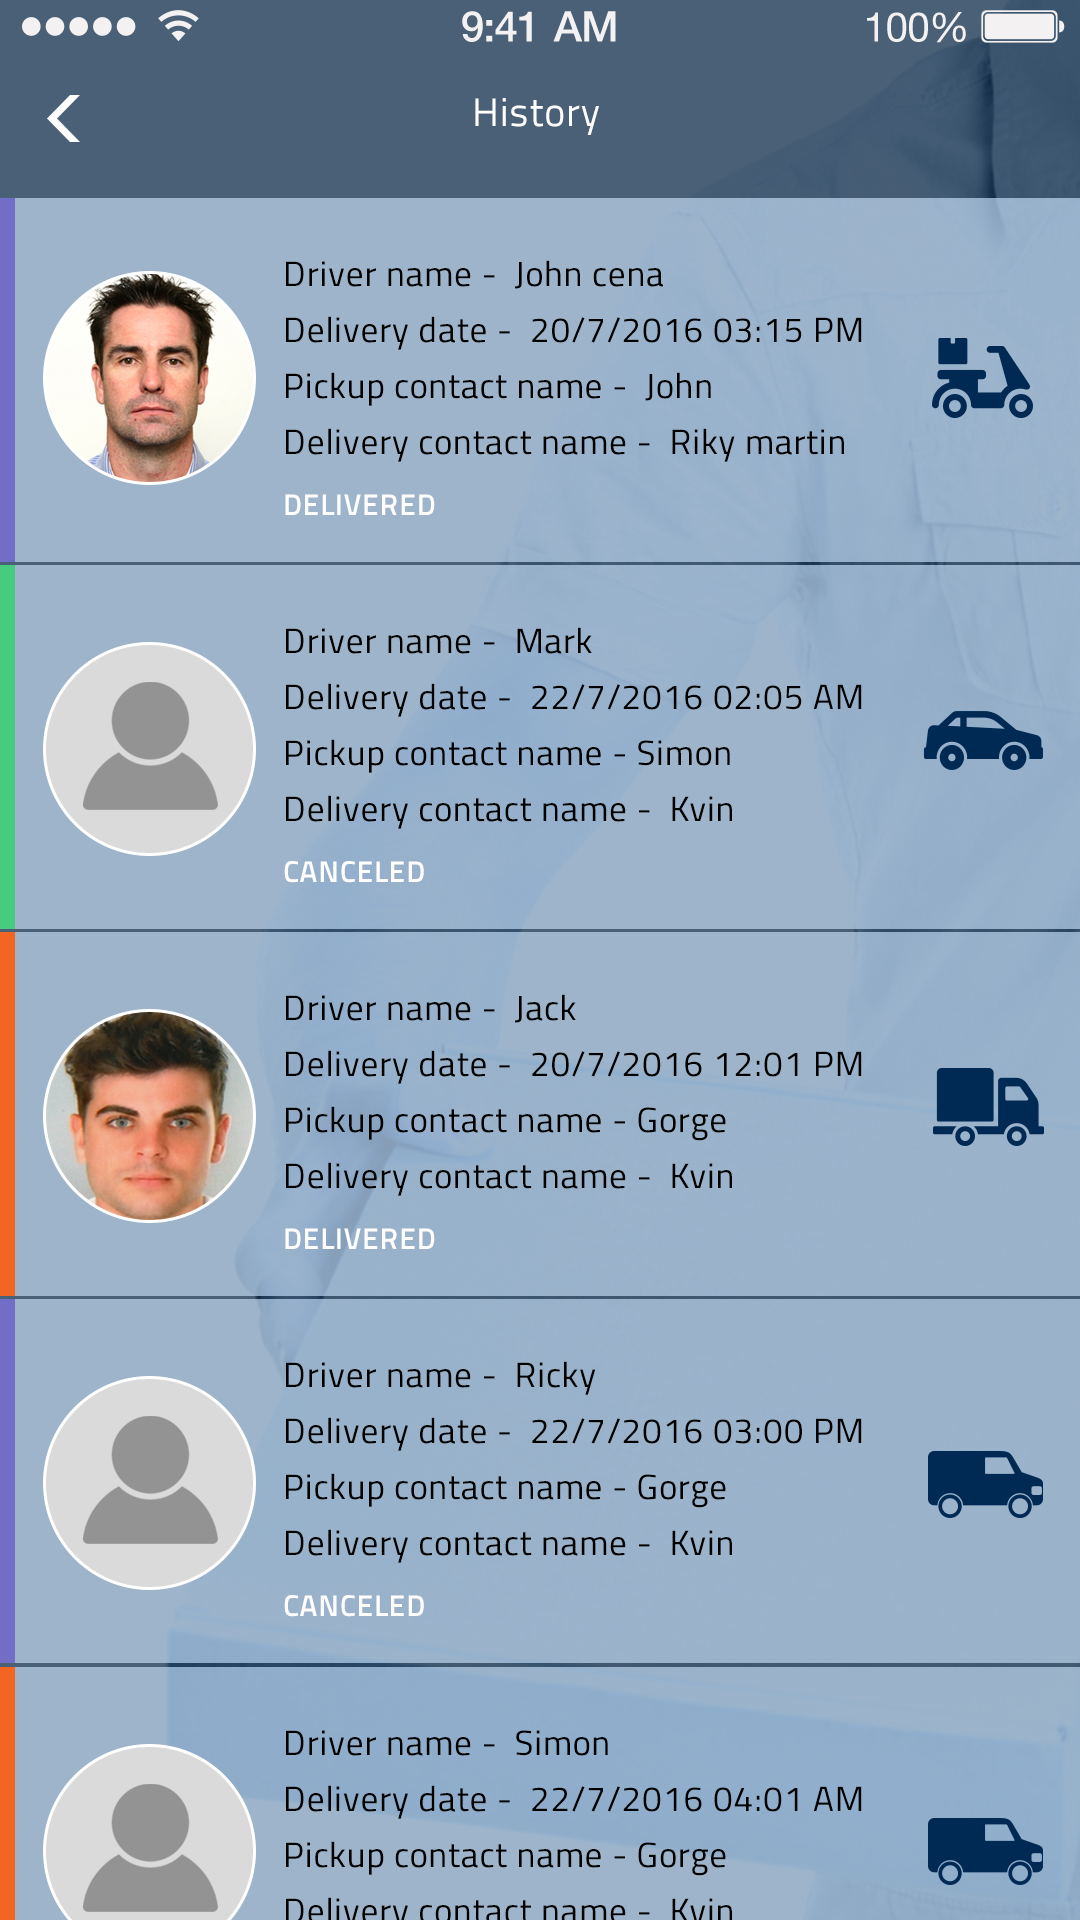 9:41 AM 100%
History
Driver name - John cena
Delivery date - 20/7/2016 03:15 PM
Pickup contact name - John
Delivery contact name - Riky martin
DELIVERED
Driver name - Mark
Delivery date - 22/7/2016 02:05 AM
Pickup contact name - Simon
Delivery contact name - Kvin
CANCELED
Driver name - Jack
Delivery date - 20/7/2016 12:01 PM
Pickup contact name - Gorge
Delivery contact name - Kvin
DELIVERED
Driver name - Ricky
Delivery date - 22/7/2016 03:00 PM
Pickup contact name - Gorge
Delivery contact name - Kvin
CANCELED
Driver name - Simon
Delivery date - 22/7/2016 04:01 AM
Pickup contact name - Gorge
Delivery contact name - Kvin